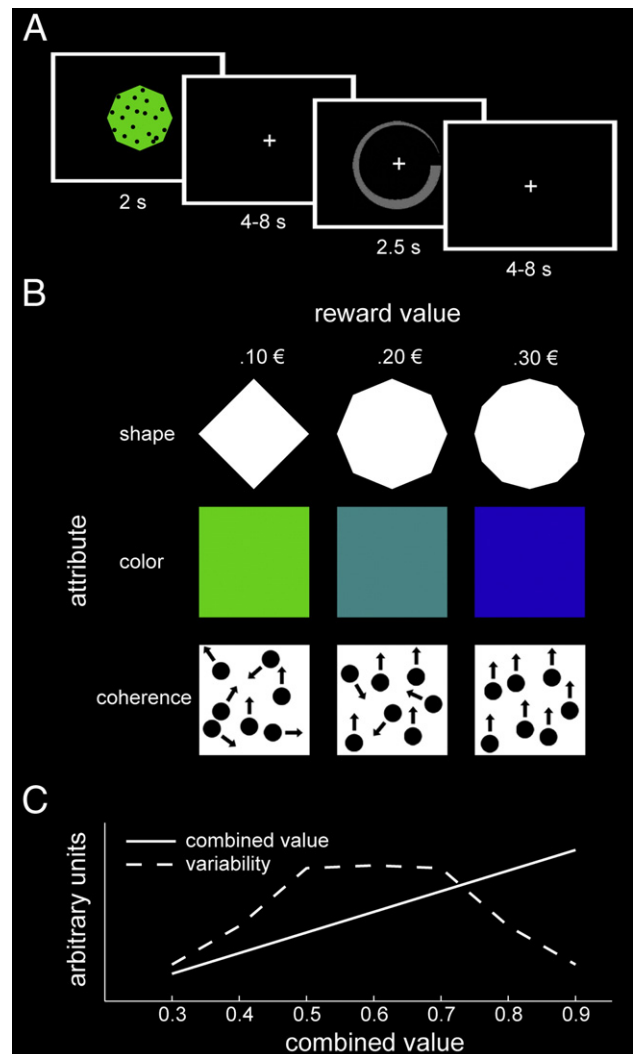 A
2 s
4-8 s
2.5 s
4-8 s
B
reward value
.10 € .20 € .30 €
shape
attribute
color
coherence
C
combined value
variability
arbitrary units
0.3 0.4 0.5 0.6 0.7 0.8 0.9
combined value